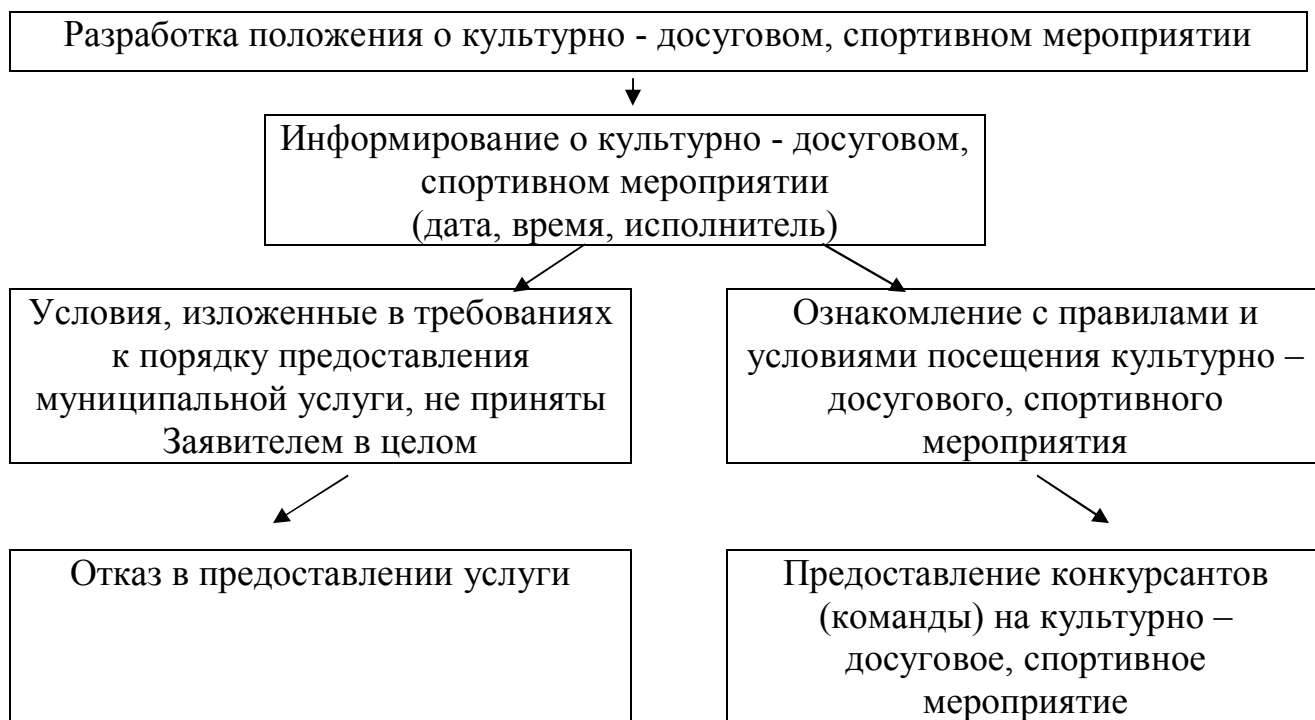 Разработка положения о культурно - досуговом, спортивном мероприятии
Информирование о культурно - досуговом,
спортивном мероприятии
(дата, время, исполнитель)
Условия, изложенные в требованиях
к порядку предоставления
муниципальной услуги, не приняты
Заявителем в целом
Ознакомление с правилами и
условиями посещения культурно –
досугового, спортивного
мероприятия
Отказ в предоставлении услуги
Предоставление конкурсантов
(команды) на культурно –
досуговое, спортивное
мероприятие